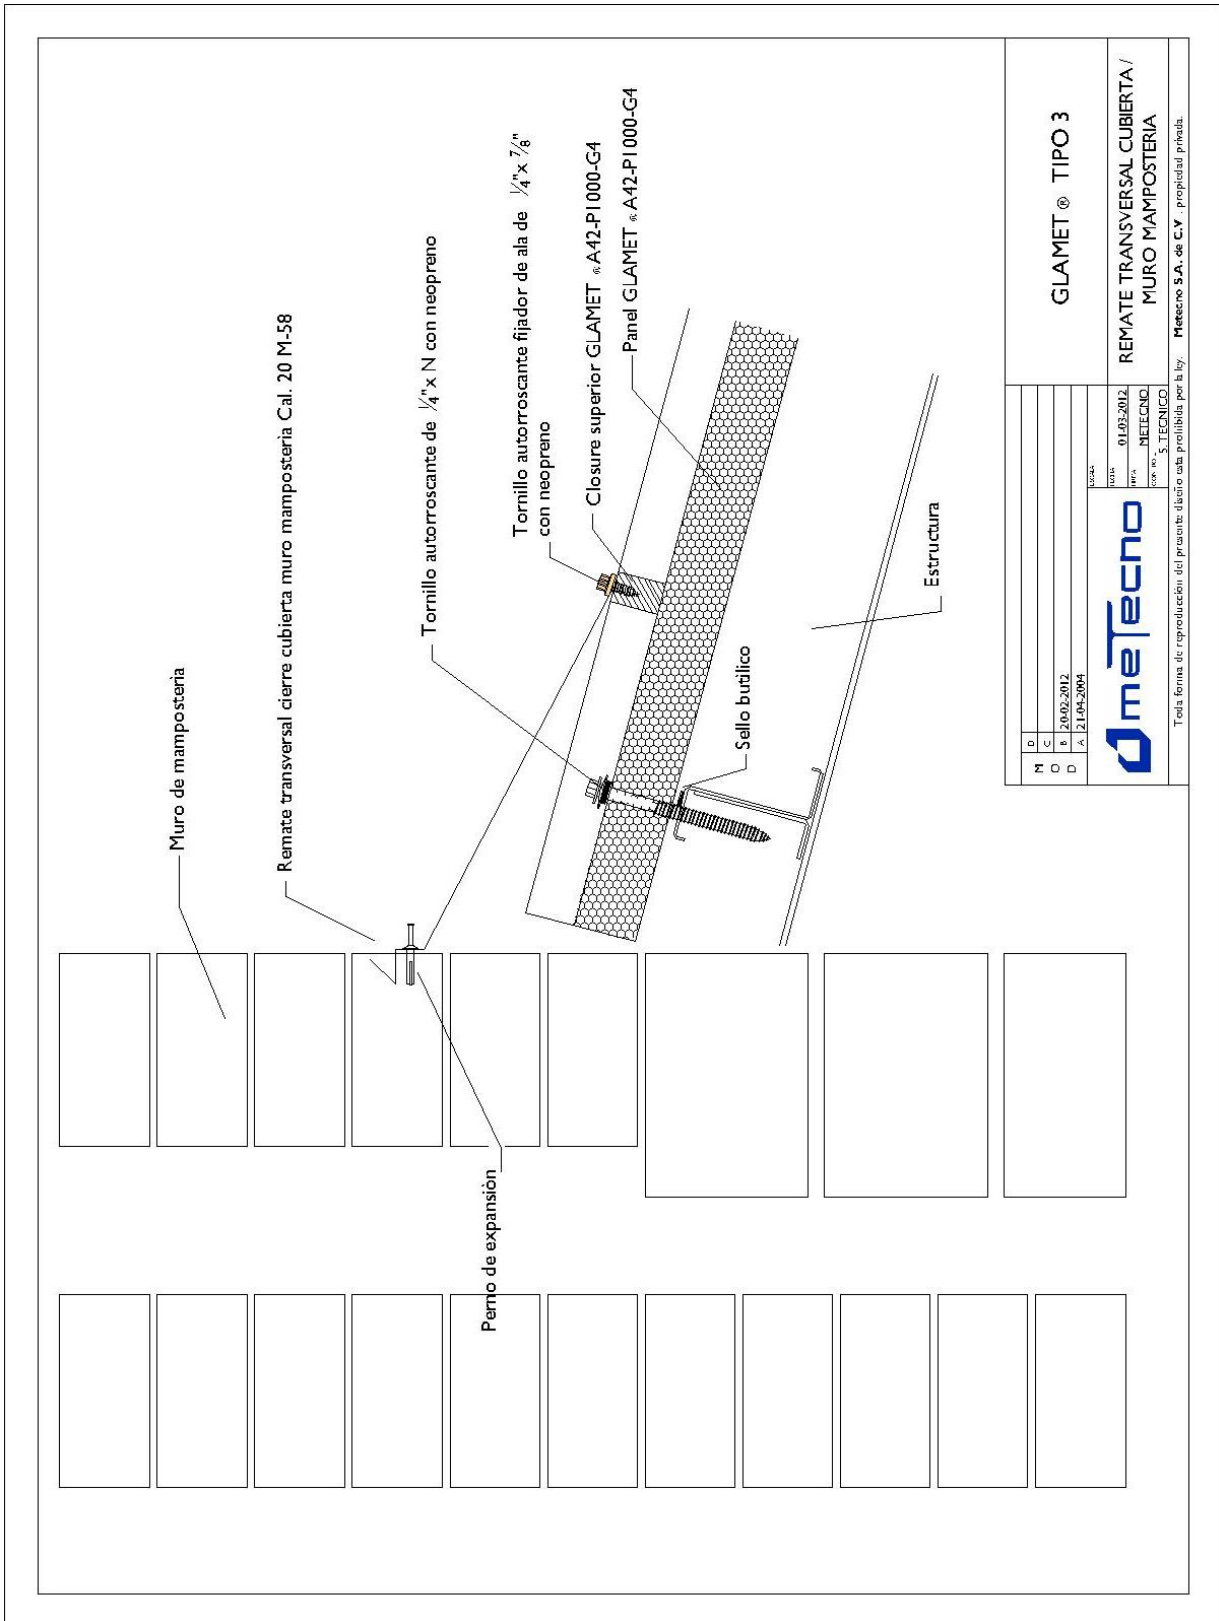 Muro de mampostería
Remate transversal cierre cubierta muro mampostería Cal. 20 M-58
Tornillo autorroscante de ¼"x N con neopreno
Tornillo autorroscante fijador de ala de ¼"x ⅞"
con neopreno
Closure superior GLAMET ® A42-P1000-G4
Panel GLAMET ® A42-P1000-G4
Perno de expansión
Sello butilico
Estructura
M
O
D
D
C
B 20-02-2012
A 21-04-2004
GLAMET ® TIPO 3
meTecno
ESCALA
FECHA 01-03-2012
METECNO
S. TECNICO
REMATE TRANSVERSAL CUBIERTA /
MURO MAMPOSTERIA
Toda forma de reproducción del presente diseño esta prohibida por la ley. Metecno S.A. de C.V. propiedad privada.